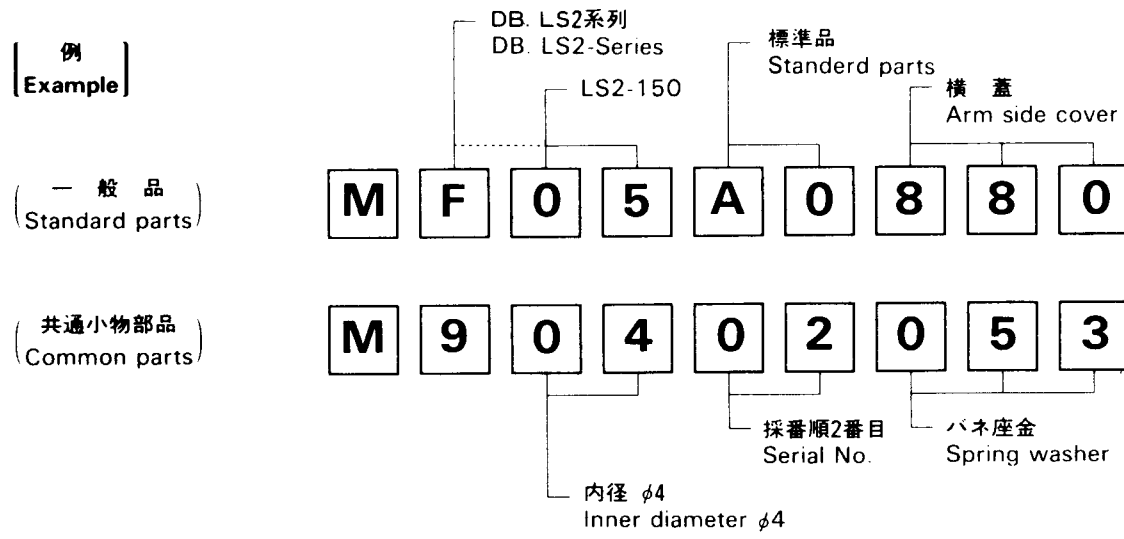 例
Example
DB. LS2系列
DB. LS2-Series
LS2-150
標準品
Standerd parts
横 蓋
Arm side cover
一 般 品
Standard parts
M F 0 5 A 0 8 8 0
共通小物部品
Common parts
M 9 0 4 0 2 0 5 3
採番順2番目
Serial No.
バネ座金
Spring washer
内径 φ4
Inner diameter φ4